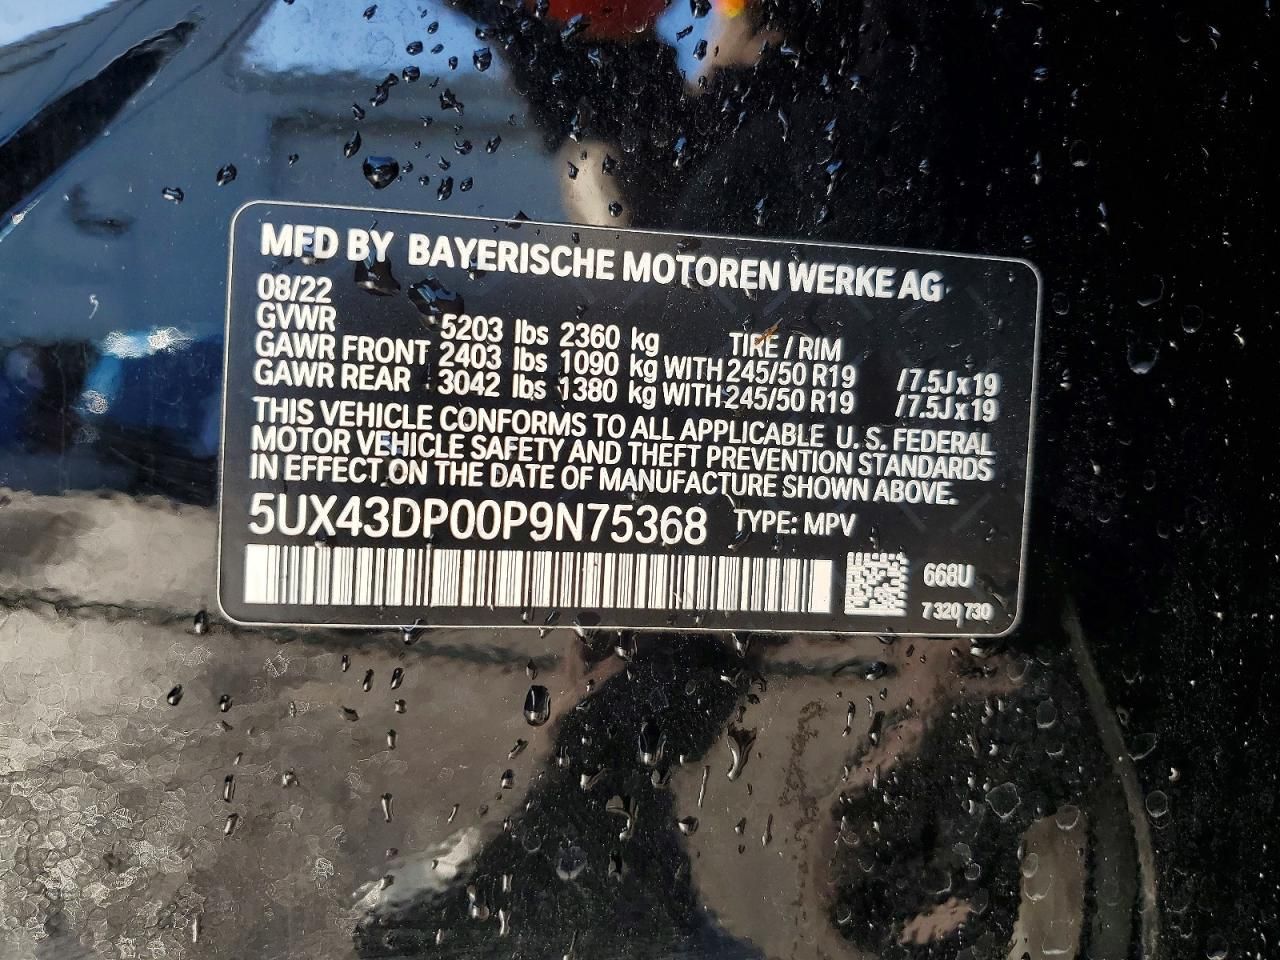 MFD BY BAYERISCHE MOTOREN WERKE AG
08/22
GVWR 5203 lbs 2360 kg TIRE / RIM
GAWR FRONT 2403 lbs 1090 kg WITH 245/50 R19 /7.5J x 19
GAWR REAR 3042 lbs 1380 kg WITH 245/50 R19 /7.5J x 19
THIS VEHICLE CONFORMS TO ALL APPLICABLE U.S. FEDERAL
MOTOR VEHICLE SAFETY AND THEFT PREVENTION STANDARDS
IN EFFECT ON THE DATE OF MANUFACTURE SHOWN ABOVE.
5UX43DP00P9N75368 TYPE: MPV
668U
7 320 730